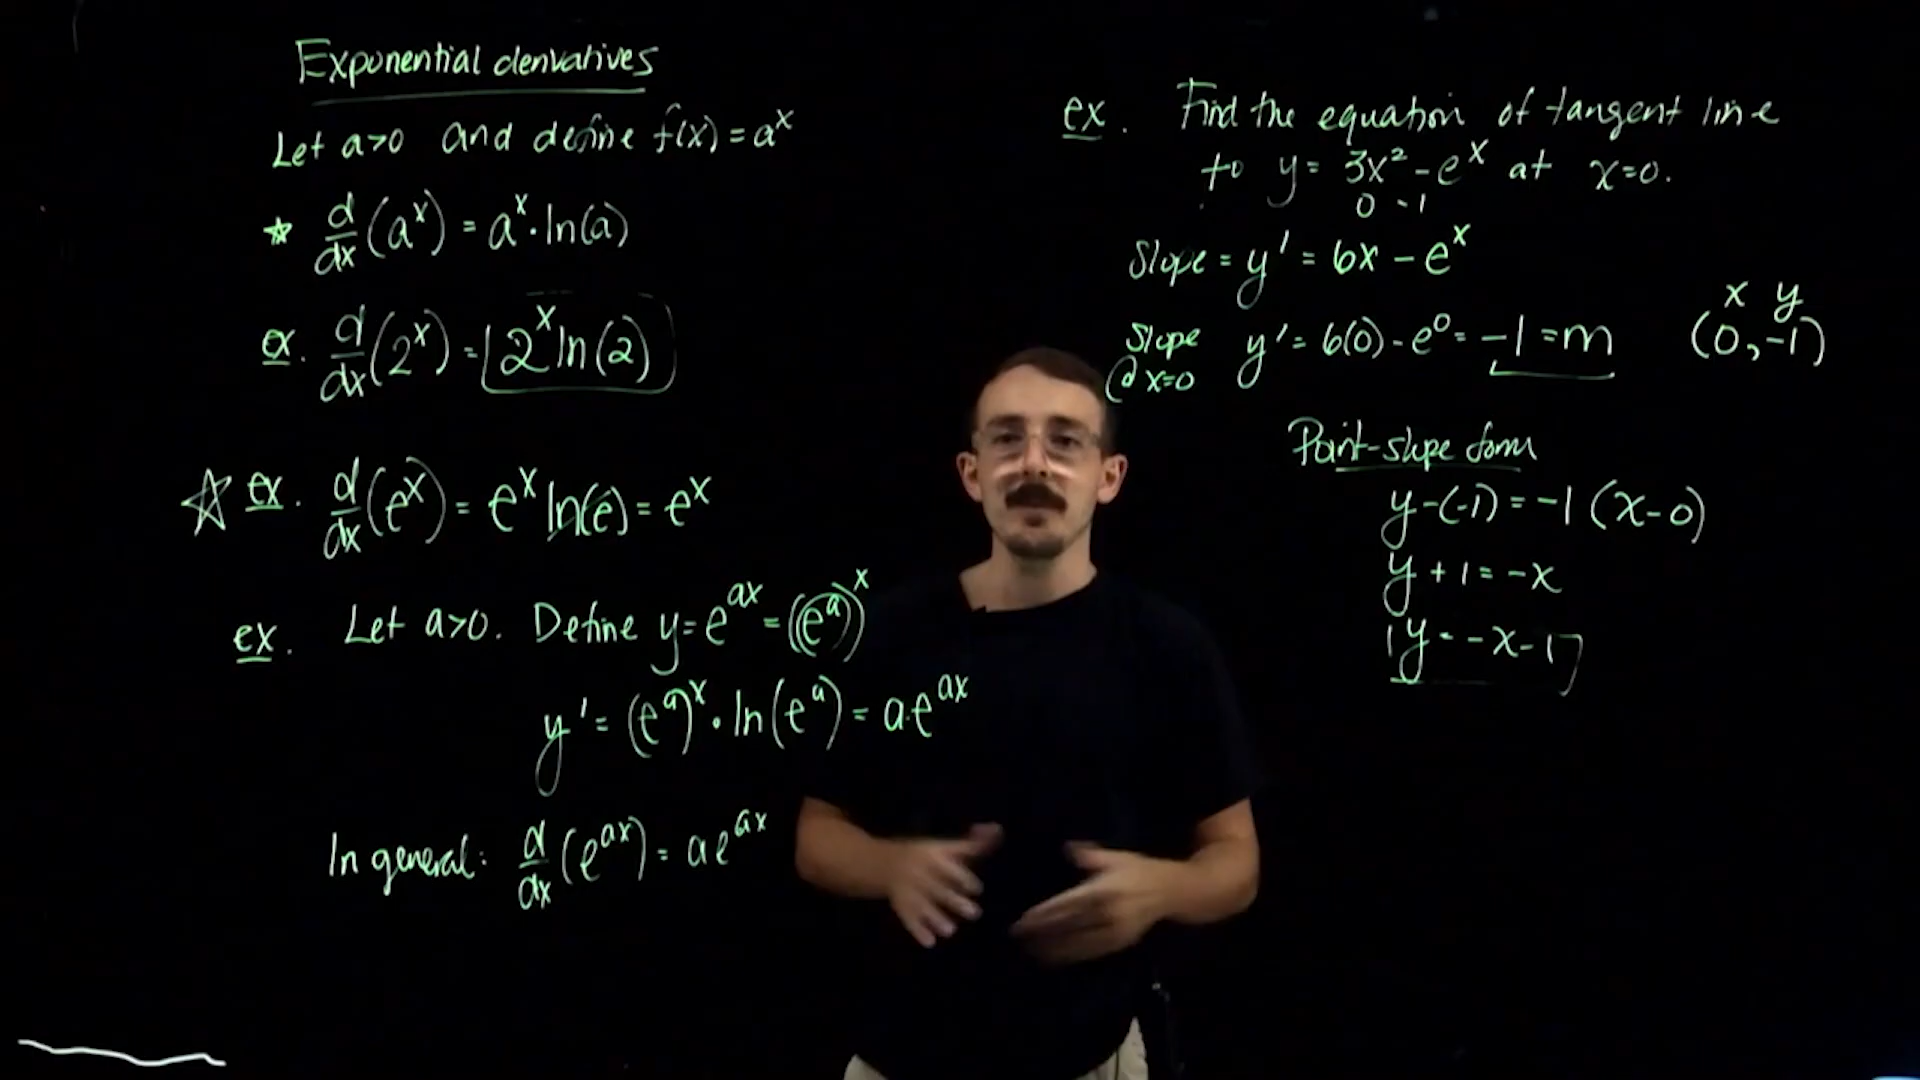 Exponential derivatives
Let a>0 and define f(x) = a^x
☆ d/dx (a^x) = a^x · ln(a)
ex. d/dx (2^x) = 2^x ln(2)
☆ ex. d/dx (e^x) = e^x ln(e) = e^x
ex. Let a>0. Define y = e^{ax} = (e^a)^x
y' = (e^a)^x · ln(e^a) = a·e^{ax}
In general: d/dx (e^{ax}) = a e^{ax}
ex. Find the equation of tangent line
to y = 3x² - e^x at x=0.
0 - 1
Slope = y' = 6x - e^x
Slope @ x=0 y' = 6(0) - e^0 = -1 = m
x y
(0, -1)
Point-slope form
y-(-1) = -1 (x-0)
y + 1 = -x
y = -x - 1